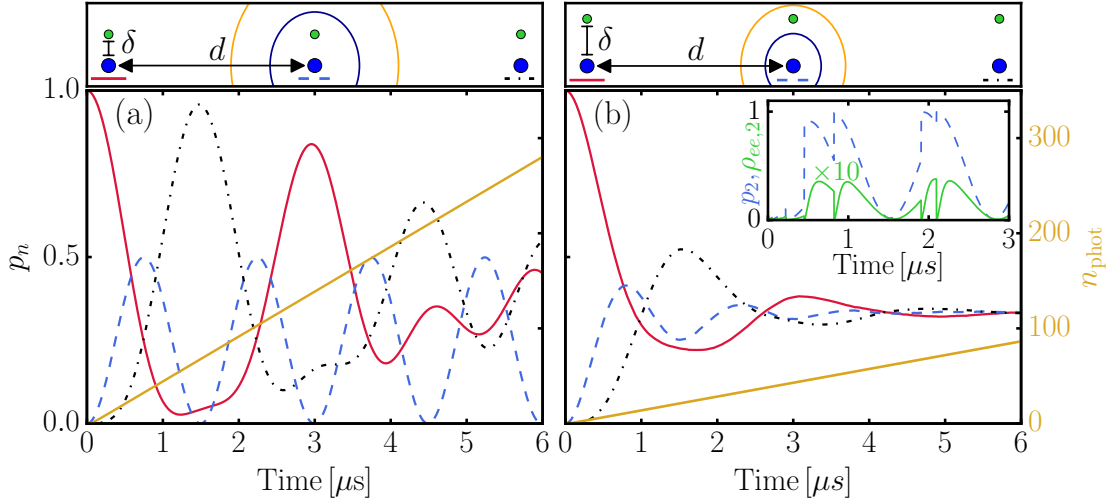 δ d
δ d
1.0
0.5
0.0
p_n
(a)
0 1 2 3 4 5 6
Time [μs]
(b)
1
0
p_2, ρ_{ee,2}
×10
0 1 2 3
Time [μs]
300
200
100
0
n_phot
0 1 2 3 4 5 6
Time [μs]